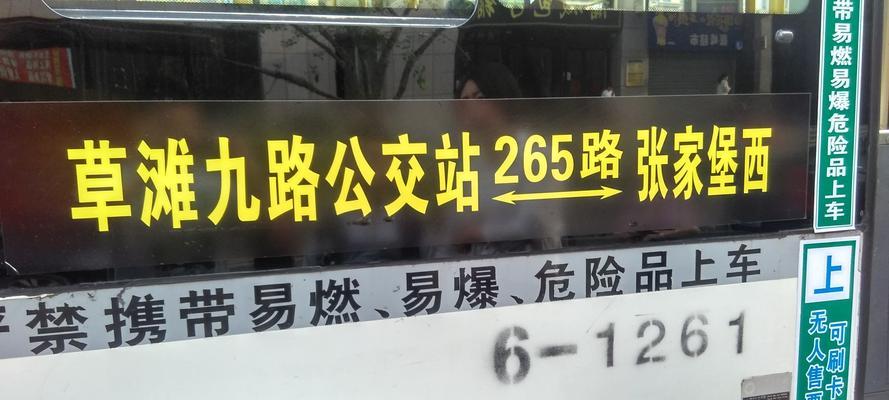 草滩九路公交站 265路 张家堡西
严禁携带易燃、易爆、危险品上车
6-1261
带易燃易爆危险品上车
上
可刷卡
无人售票